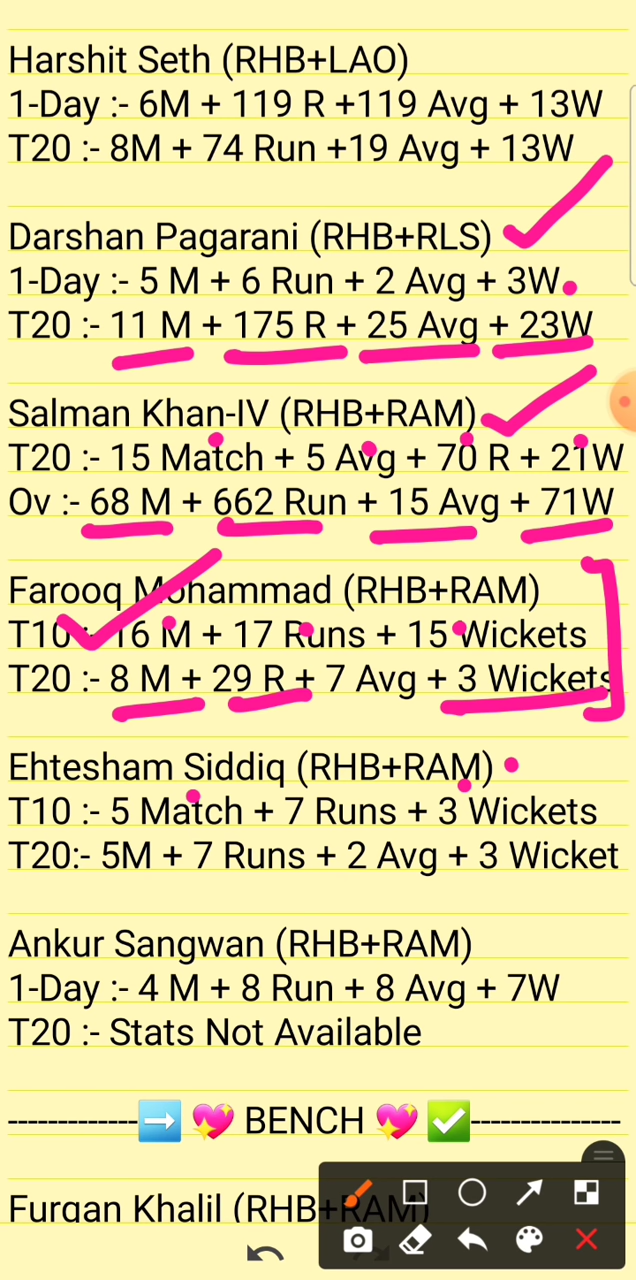 Harshit Seth (RHB+LAO)
1-Day :- 6M + 119 R +119 Avg + 13W
T20 :- 8M + 74 Run +19 Avg + 13W
Darshan Pagarani (RHB+RLS)
1-Day :- 5 M + 6 Run + 2 Avg + 3W
T20 :- 11 M + 175 R + 25 Avg + 23W
Salman Khan-IV (RHB+RAM)
T20 :- 15 Match + 5 Avg + 70 R + 21W
Ov :- 68 M + 662 Run + 15 Avg + 71W
Farooq Mohammad (RHB+RAM)
T10 :- 16 M + 17 Runs + 15 Wickets
T20 :- 8 M + 29 R + 7 Avg + 3 Wickets
Ehtesham Siddiq (RHB+RAM)
T10 :- 5 Match + 7 Runs + 3 Wickets
T20:- 5M + 7 Runs + 2 Avg + 3 Wicket
Ankur Sangwan (RHB+RAM)
1-Day :- 4 M + 8 Run + 8 Avg + 7W
T20 :- Stats Not Available
-------------➡️ 💖 BENCH 💖 ✅---------------
Furqan Khalil (RHB+RAM)